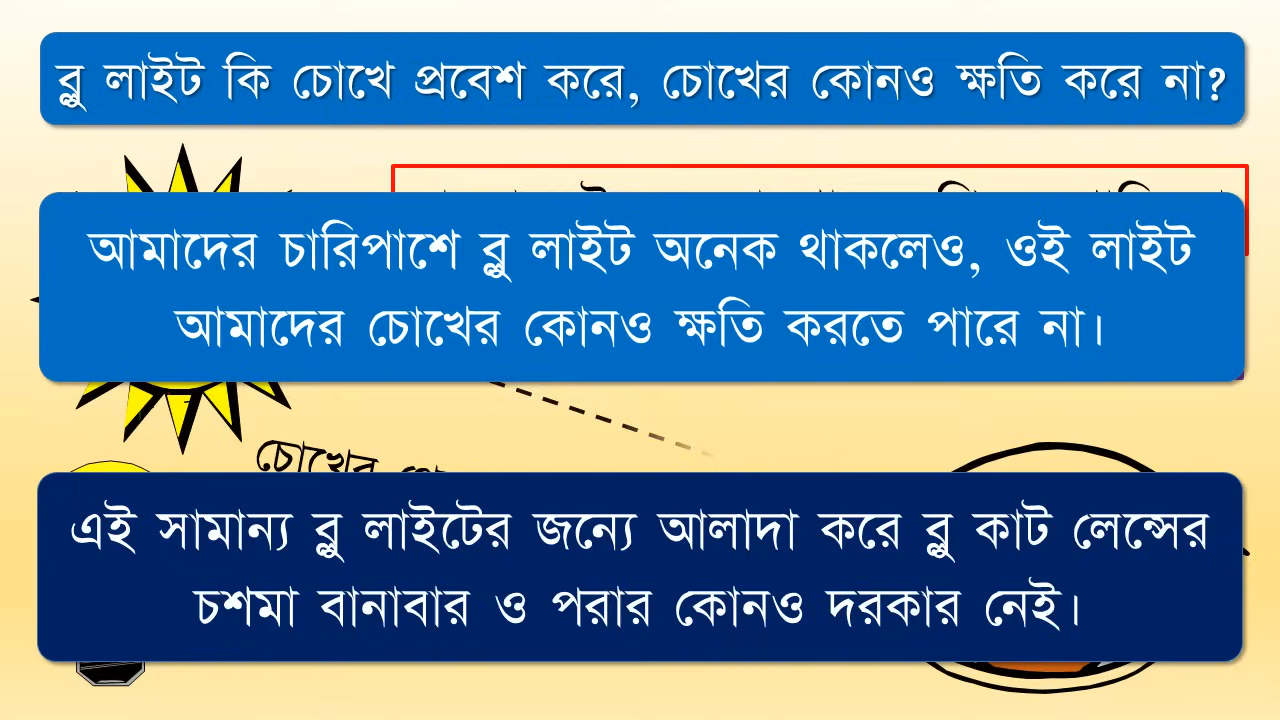 ব্লু লাইট কি চোখে প্রবেশ করে, চোখের কোনও ক্ষতি করে না?
আমাদের চারিপাশে ব্লু লাইট অনেক থাকলেও, ওই লাইট
আমাদের চোখের কোনও ক্ষতি করতে পারে না।
চোখের
এই সামান্য ব্লু লাইটের জন্যে আলাদা করে ব্লু কাট লেন্সের
চশমা বানাবার ও পরার কোনও দরকার নেই।